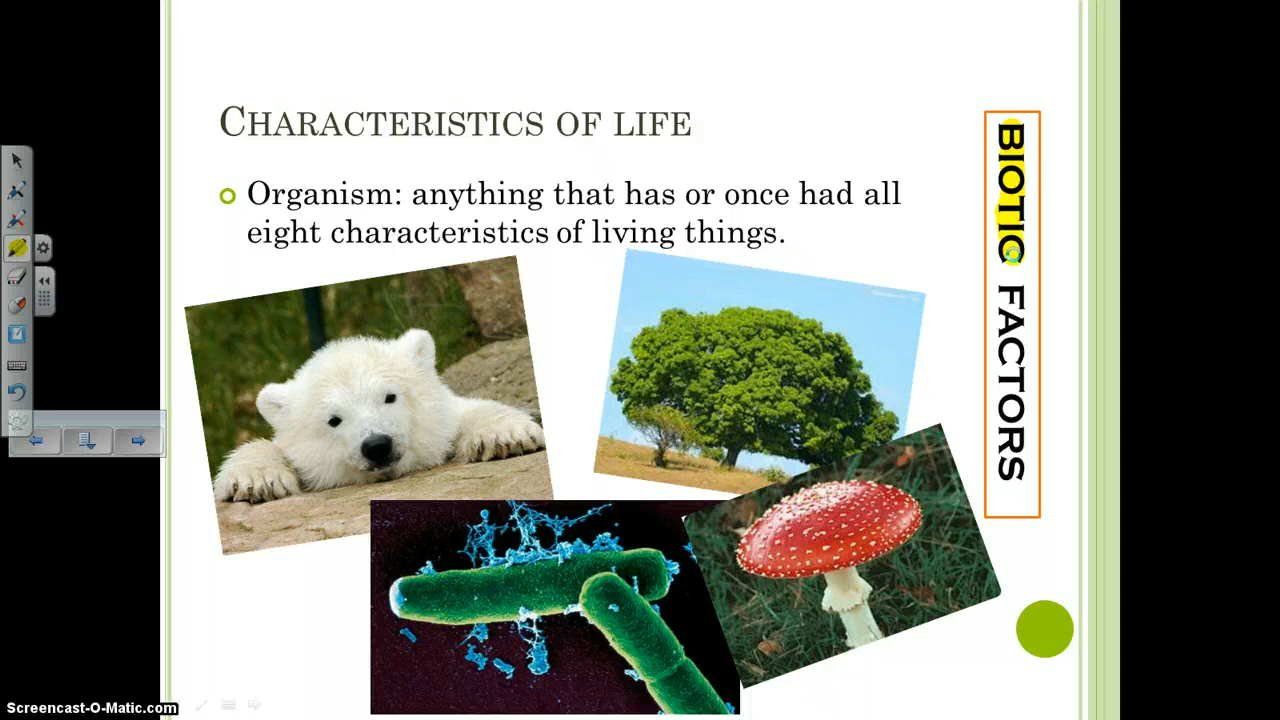 CHARACTERISTICS OF LIFE
Organism: anything that has or once had all
eight characteristics of living things.
BIOTIC FACTORS
Screencast-O-Matic.com